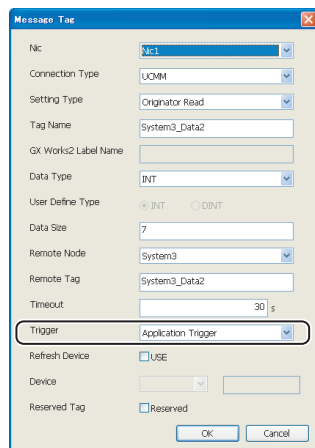 Message Tag
Nic Nic1
Connection Type UCMM
Setting Type Originator Read
Tag Name System3_Data2
GX Works2 Label Name
Data Type INT
User Define Type INT DINT
Data Size 7
Remote Node System3
Remote Tag System3_Data2
Timeout 30 s
Trigger Application Trigger
Refresh Device USE
Device
Reserved Tag Reserved
OK Cancel